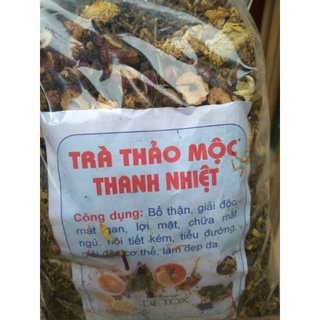 TRÀ THẢO MỘC
THANH NHIỆT
Công dụng: Bổ thận, giải độc
mát gan, lợi mật, chữa mất
ngủ, nội tiết kém, tiểu đường,
cơ thể, làm đẹp da
DETOX